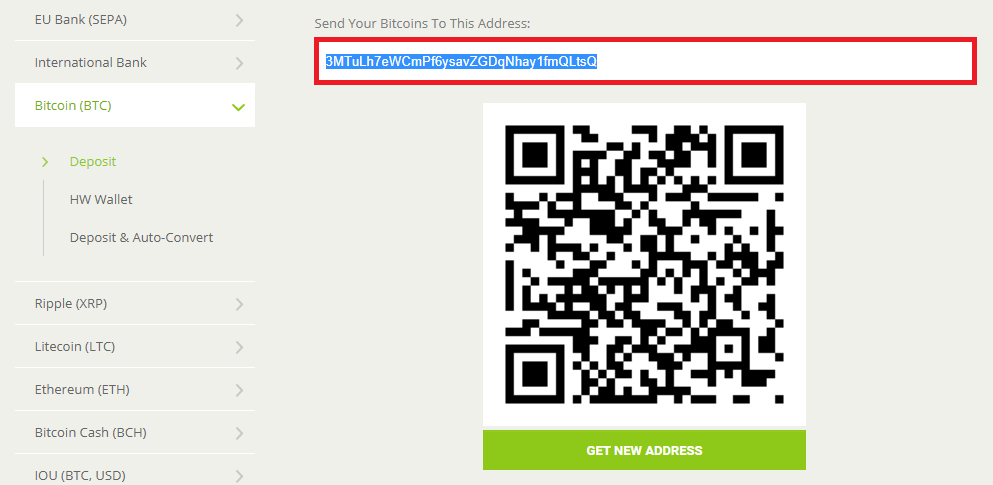 EU Bank (SEPA)
International Bank
Bitcoin (BTC)
Deposit
HW Wallet
Deposit & Auto-Convert
Ripple (XRP)
Litecoin (LTC)
Ethereum (ETH)
Bitcoin Cash (BCH)
IOU (BTC, USD)
Send Your Bitcoins To This Address:
3MTuLh7eWCmPf6ysavZGDqNhay1fmQLtsQ
GET NEW ADDRESS